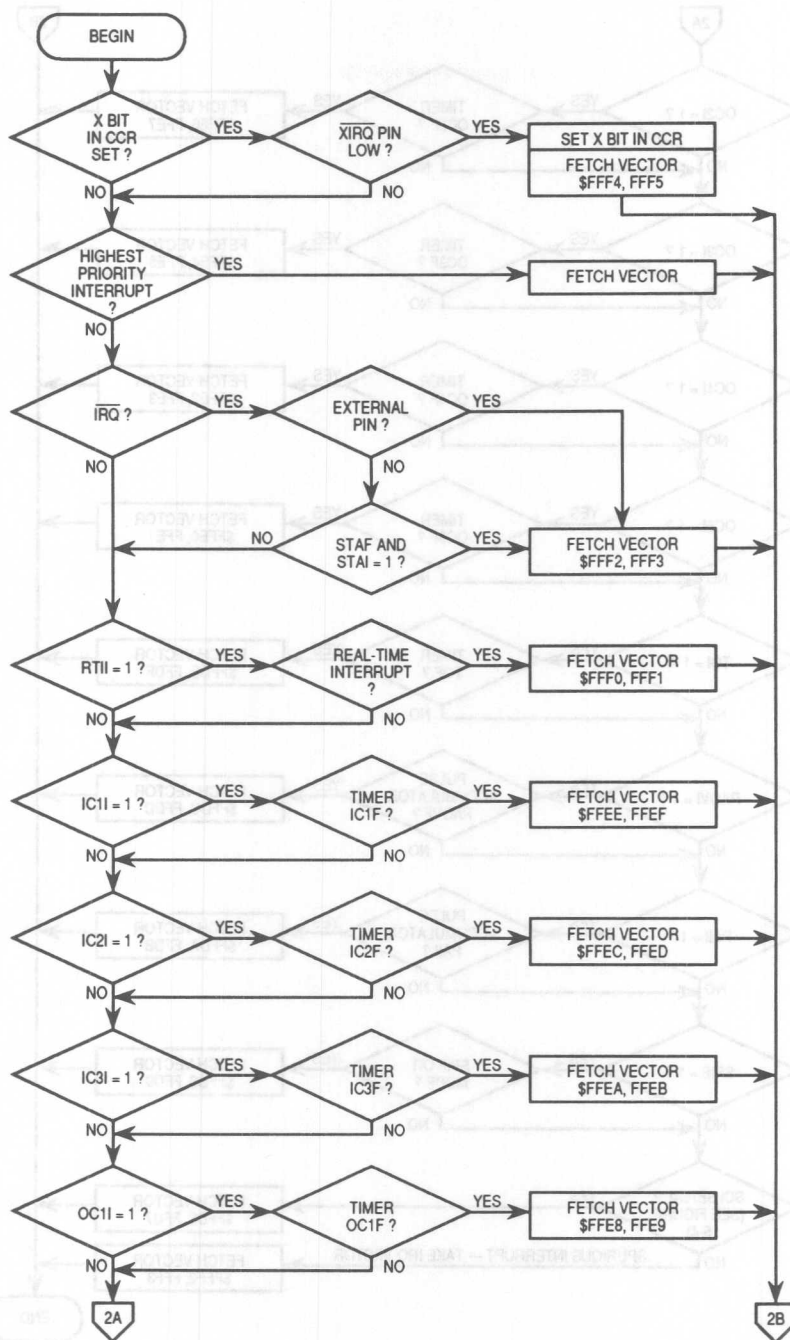 BEGIN
X BIT
IN CCR
SET ?
YES
XIRQ PIN
LOW ?
YES
SET X BIT IN CCR
FETCH VECTOR
$FFF4, FFF5
NO
NO
HIGHEST
PRIORITY
INTERRUPT
?
YES
FETCH VECTOR
NO
IRQ ?
YES
EXTERNAL
PIN ?
YES
NO
NO
STAF AND
STAI = 1 ?
NO
YES
FETCH VECTOR
$FFF2, FFF3
RTII = 1 ?
YES
REAL-TIME
INTERRUPT
?
YES
FETCH VECTOR
$FFF0, FFF1
NO
NO
IC1I = 1 ?
YES
TIMER
IC1F ?
YES
FETCH VECTOR
$FFEE, FFEF
NO
NO
IC2I = 1 ?
YES
TIMER
IC2F ?
YES
FETCH VECTOR
$FFEC, FFED
NO
NO
IC3I = 1 ?
YES
TIMER
IC3F ?
YES
FETCH VECTOR
$FFEA, FFEB
NO
NO
OC1I = 1 ?
YES
TIMER
OC1F ?
YES
FETCH VECTOR
$FFE8, FFE9
NO
NO
2A
2B